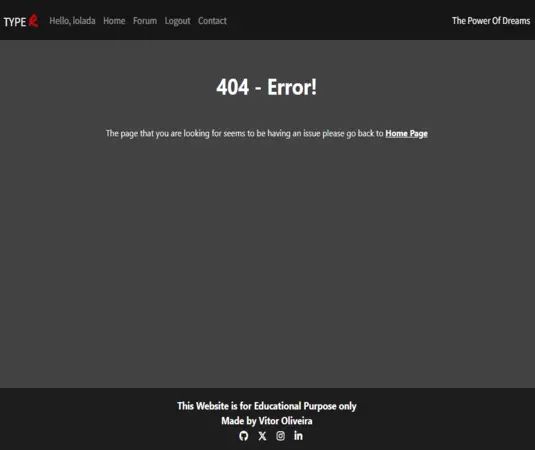 TYPE R Hello, lolada Home Forum Logout Contact The Power Of Dreams
404 - Error!
The page that you are looking for seems to be having an issue please go back to Home Page
This Website is for Educational Purpose only
Made by Vitor Oliveira